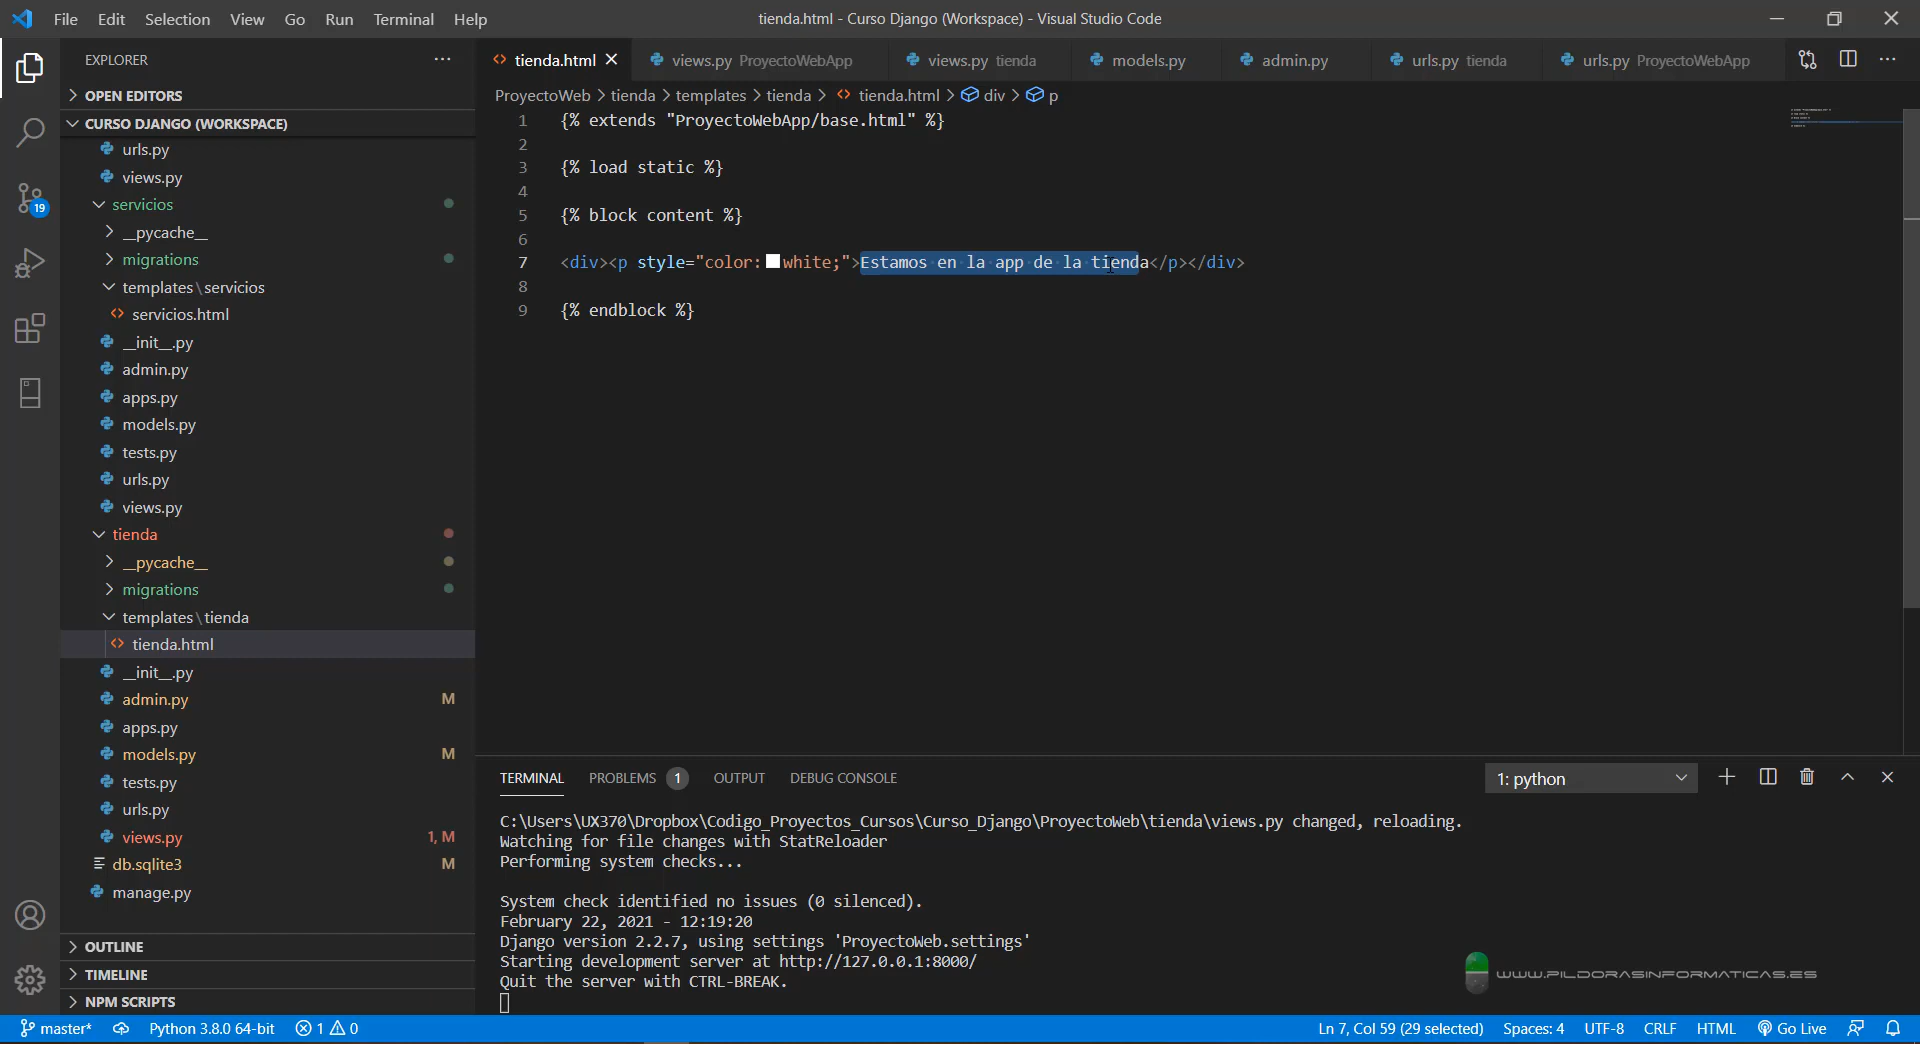 File Edit Selection View Go Run Terminal Help
tienda.html - Curso Django (Workspace) - Visual Studio Code
EXPLORER
OPEN EDITORS
CURSO DJANGO (WORKSPACE)
urls.py
views.py
servicios
__pycache__
migrations
templates\servicios
servicios.html
__init__.py
admin.py
apps.py
models.py
tests.py
urls.py
views.py
tienda
__pycache__
migrations
templates\tienda
tienda.html
__init__.py
admin.py M
apps.py
models.py M
tests.py
urls.py
views.py 1, M
db.sqlite3 M
manage.py
OUTLINE
TIMELINE
NPM SCRIPTS
19
tienda.html views.py ProyectoWebApp views.py tienda models.py admin.py urls.py tienda urls.py ProyectoWebApp
ProyectoWeb > tienda > templates > tienda > tienda.html > div > p
1 {% extends "ProyectoWebApp/base.html" %}
2
3 {% load static %}
4
5 {% block content %}
6
7 <div><p style="color:white;">Estamos en la app de la tienda</p></div>
8
9 {% endblock %}
TERMINAL PROBLEMS 1 OUTPUT DEBUG CONSOLE
1: python
C:\Users\UX370\Dropbox\Codigo_Proyectos_Cursos\Curso_Django\ProyectoWeb\tienda\views.py changed, reloading.
Watching for file changes with StatReloader
Performing system checks...
System check identified no issues (0 silenced).
February 22, 2021 - 12:19:20
Django version 2.2.7, using settings 'ProyectoWeb.settings'
Starting development server at http://127.0.0.1:8000/
Quit the server with CTRL-BREAK.
WWW.PILDORASINFORMATICAS.ES
master* Python 3.8.0 64-bit 1 0
Ln 7, Col 59 (29 selected) Spaces: 4 UTF-8 CRLF HTML Go Live